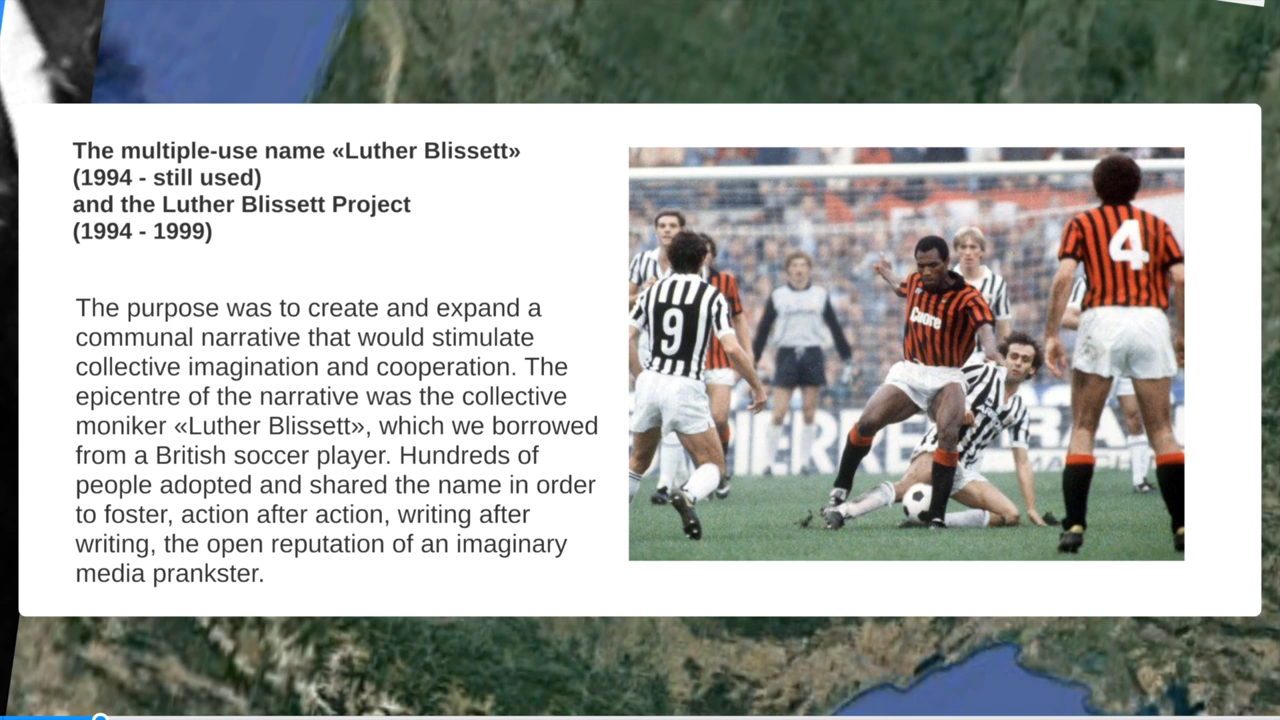 The multiple-use name «Luther Blissett»
(1994 - still used)
and the Luther Blissett Project
(1994 - 1999)
The purpose was to create and expand a
communal narrative that would stimulate
collective imagination and cooperation. The
epicentre of the narrative was the collective
moniker «Luther Blissett», which we borrowed
from a British soccer player. Hundreds of
people adopted and shared the name in order
to foster, action after action, writing after
writing, the open reputation of an imaginary
media prankster.
9
Cuore
4